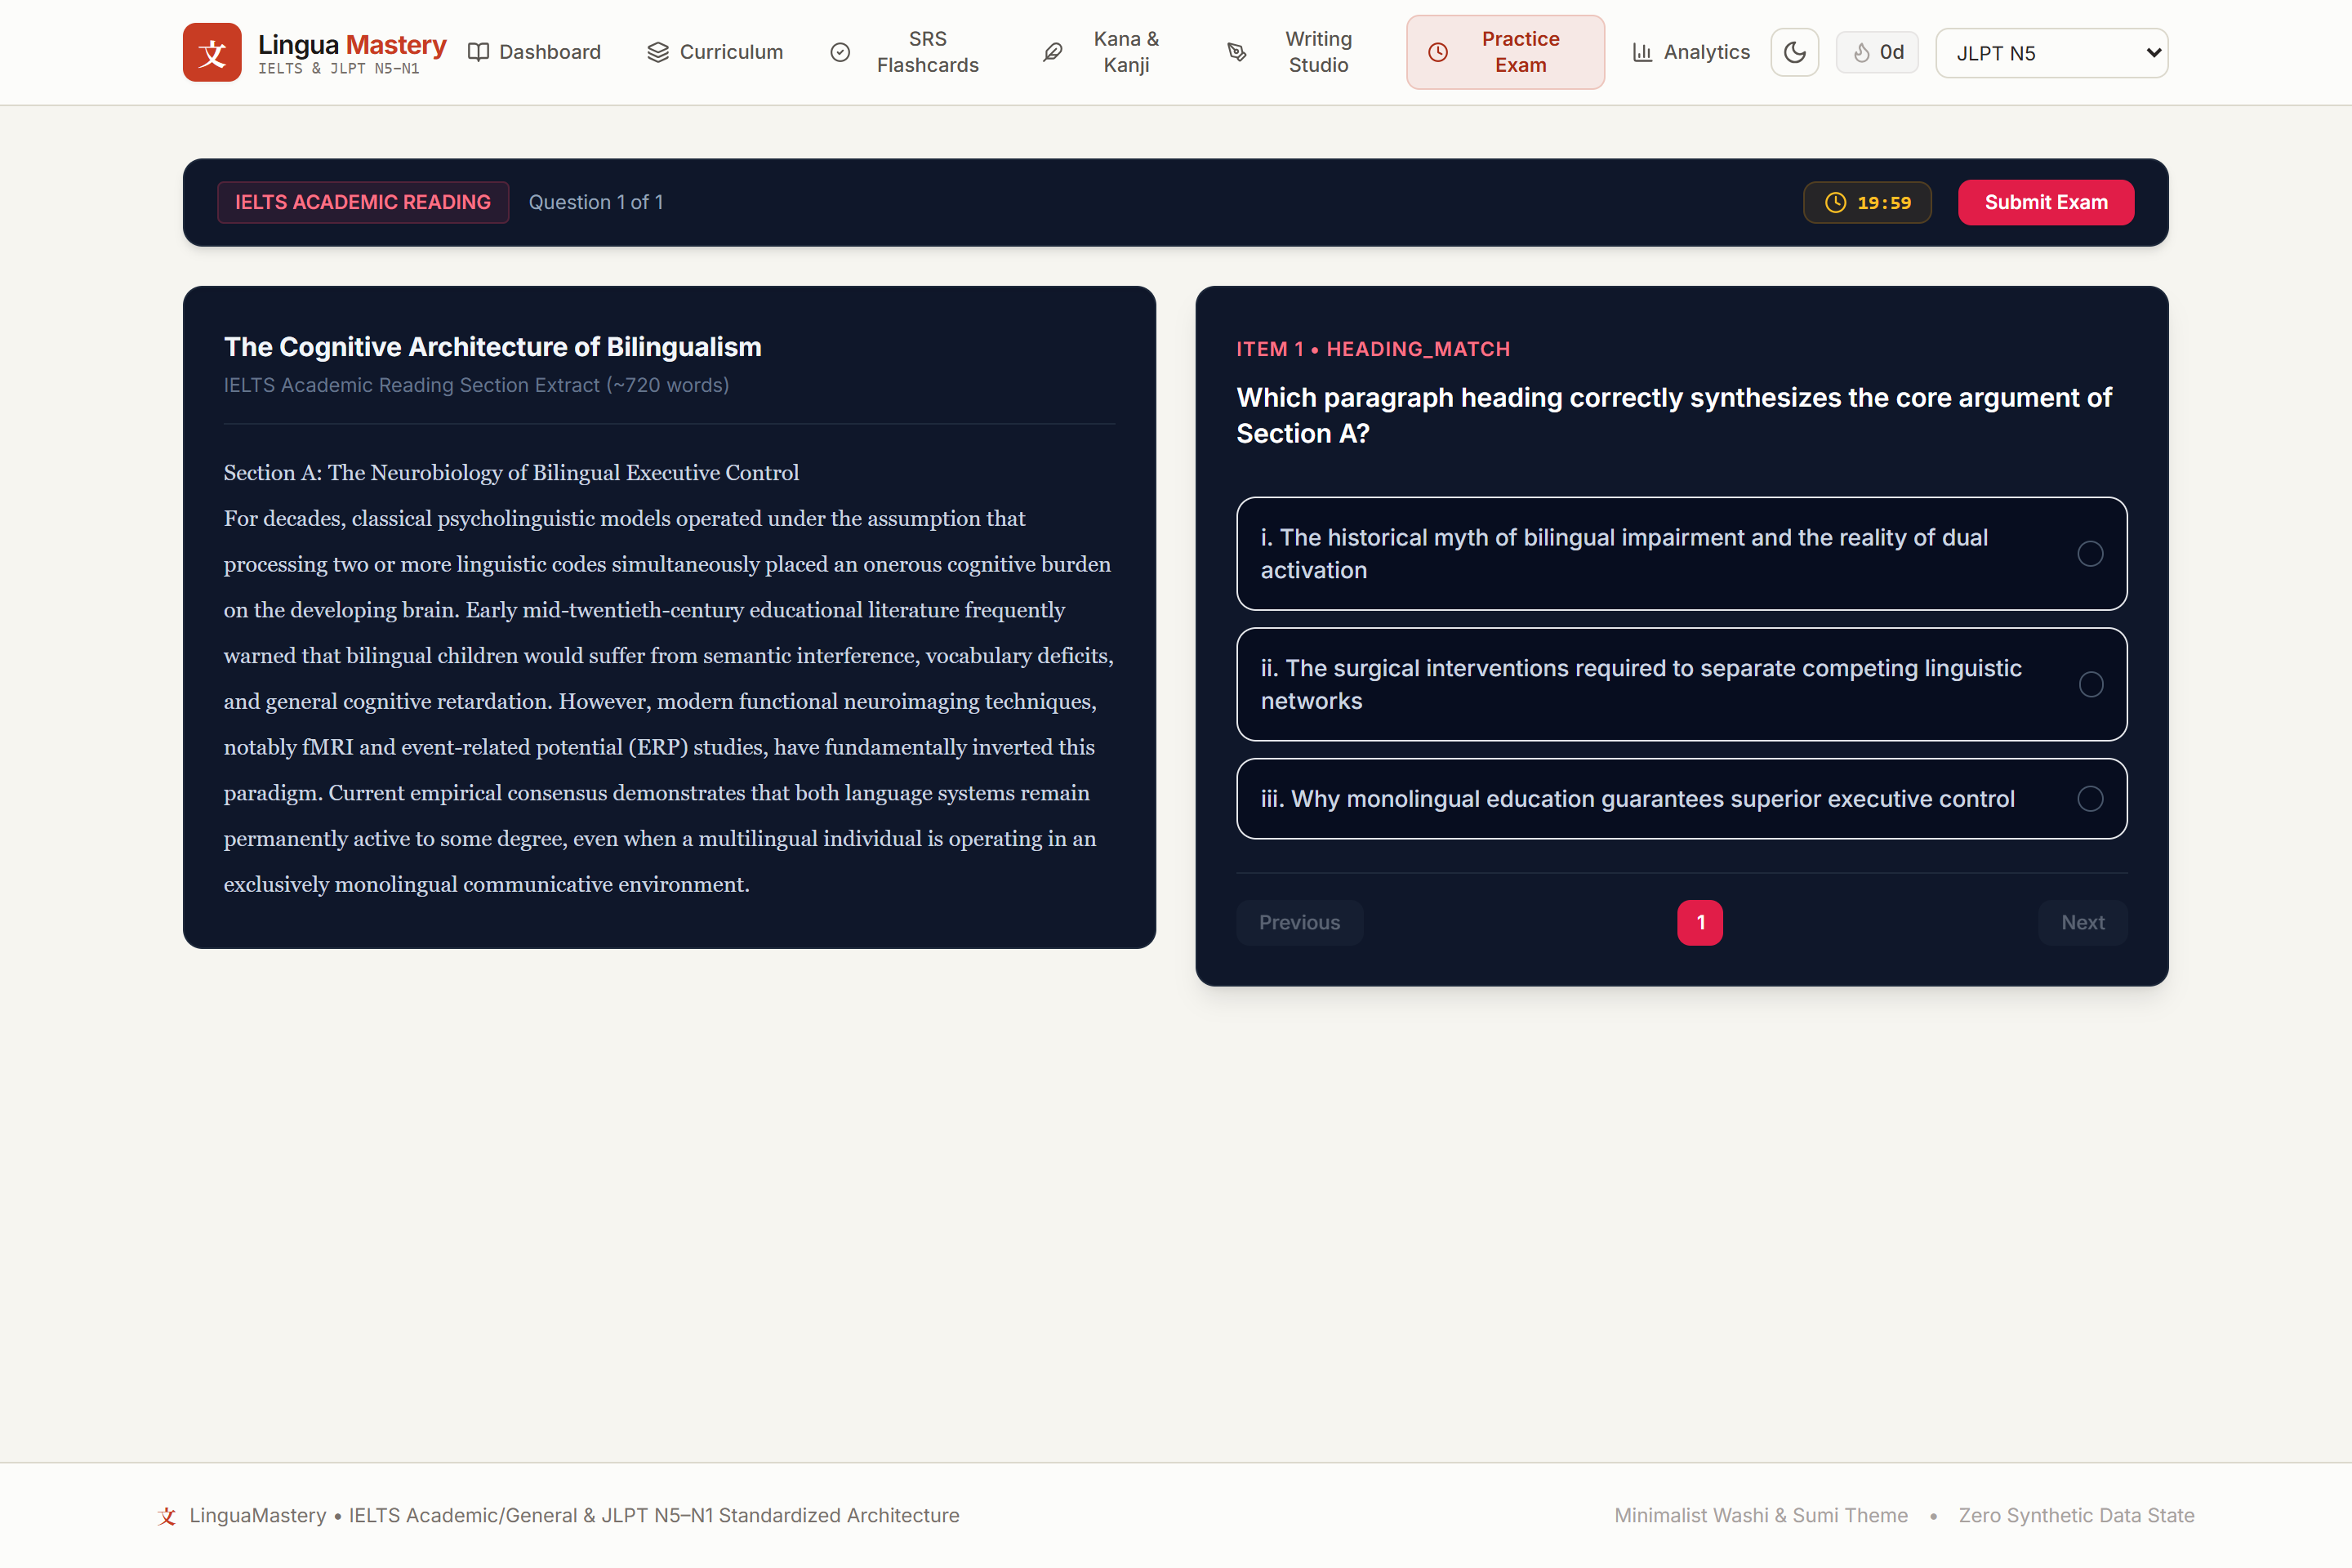 文
Lingua Mastery
IELTS & JLPT N5–N1
Dashboard
Curriculum
SRS
Flashcards
Kana &
Kanji
Writing
Studio
Practice
Exam
Analytics
0d
JLPT N5
IELTS ACADEMIC READING
Question 1 of 1
19:59
Submit Exam
The Cognitive Architecture of Bilingualism
IELTS Academic Reading Section Extract (~720 words)
Section A: The Neurobiology of Bilingual Executive Control
For decades, classical psycholinguistic models operated under the assumption that
processing two or more linguistic codes simultaneously placed an onerous cognitive burden
on the developing brain. Early mid-twentieth-century educational literature frequently
warned that bilingual children would suffer from semantic interference, vocabulary deficits,
and general cognitive retardation. However, modern functional neuroimaging techniques,
notably fMRI and event-related potential (ERP) studies, have fundamentally inverted this
paradigm. Current empirical consensus demonstrates that both language systems remain
permanently active to some degree, even when a multilingual individual is operating in an
exclusively monolingual communicative environment.
ITEM 1 • HEADING_MATCH
Which paragraph heading correctly synthesizes the core argument of
Section A?
i. The historical myth of bilingual impairment and the reality of dual
activation
ii. The surgical interventions required to separate competing linguistic
networks
iii. Why monolingual education guarantees superior executive control
Previous
1
Next
文 LinguaMastery • IELTS Academic/General & JLPT N5–N1 Standardized Architecture
Minimalist Washi & Sumi Theme • Zero Synthetic Data State